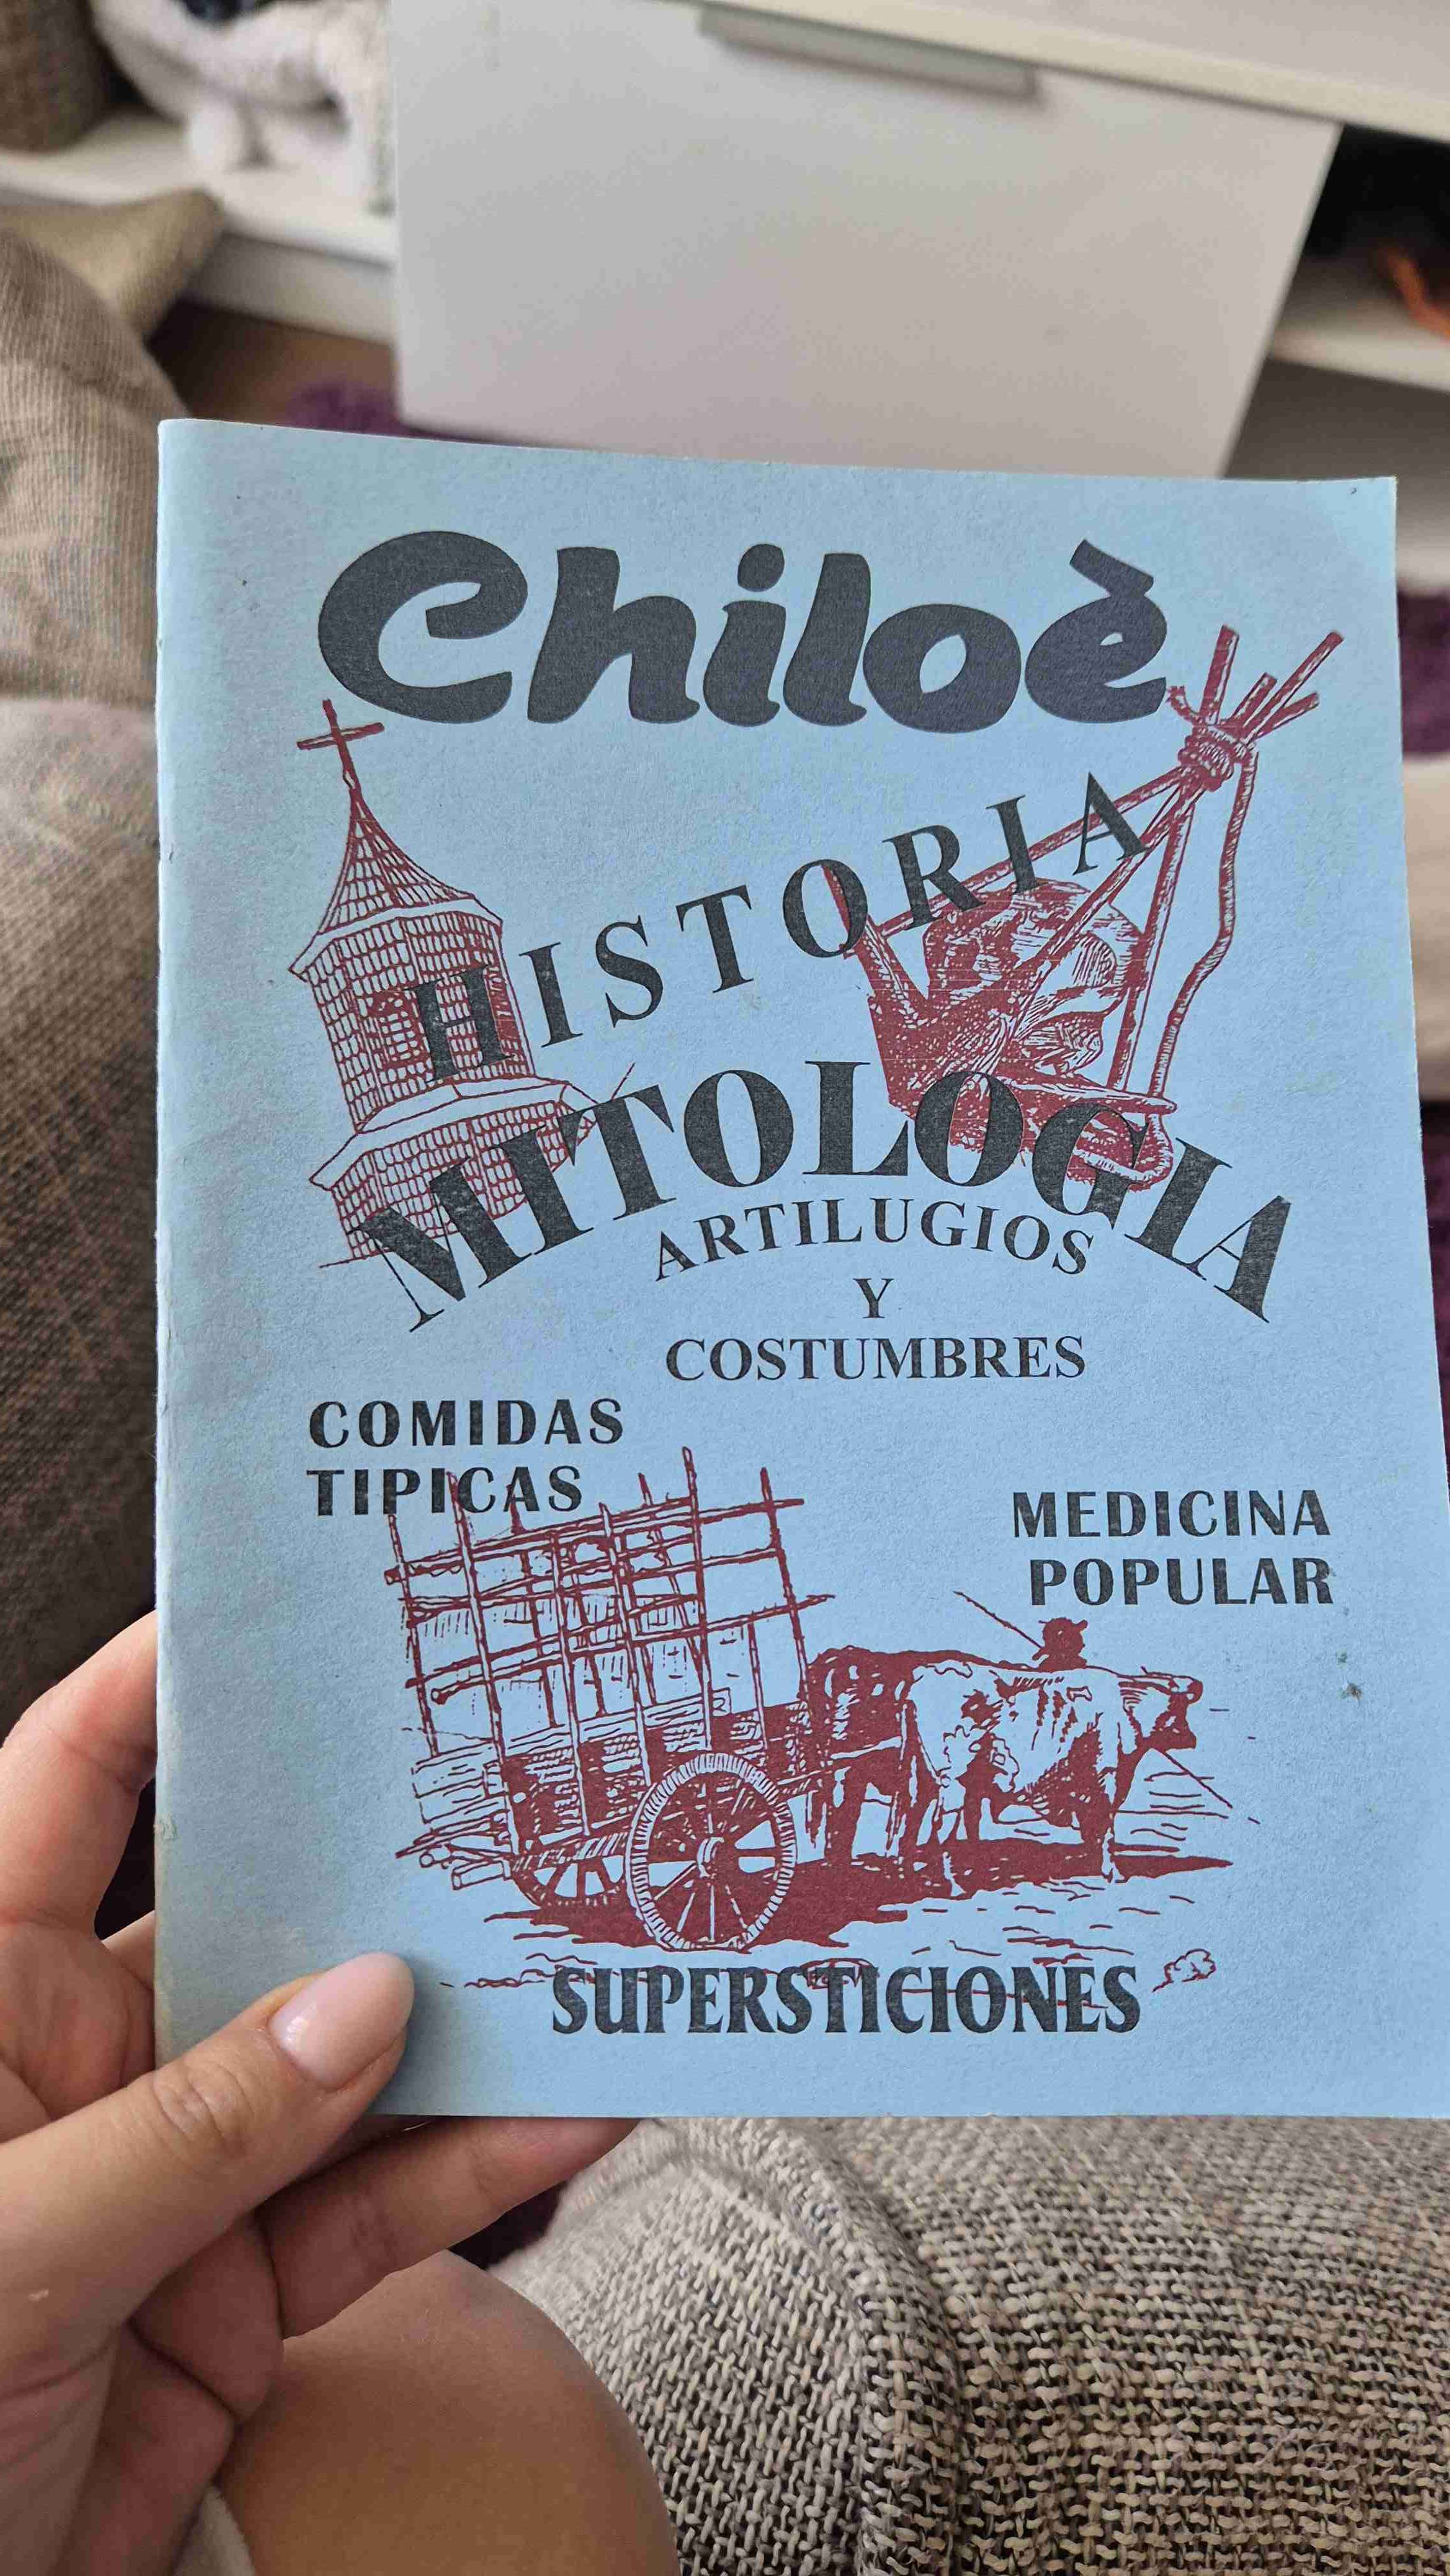 Chiloè
HISTORIA
MITOLOGIA
ARTILUGIOS
Y
COSTUMBRES
COMIDAS
TIPICAS
MEDICINA
POPULAR
SUPERSTICIONES